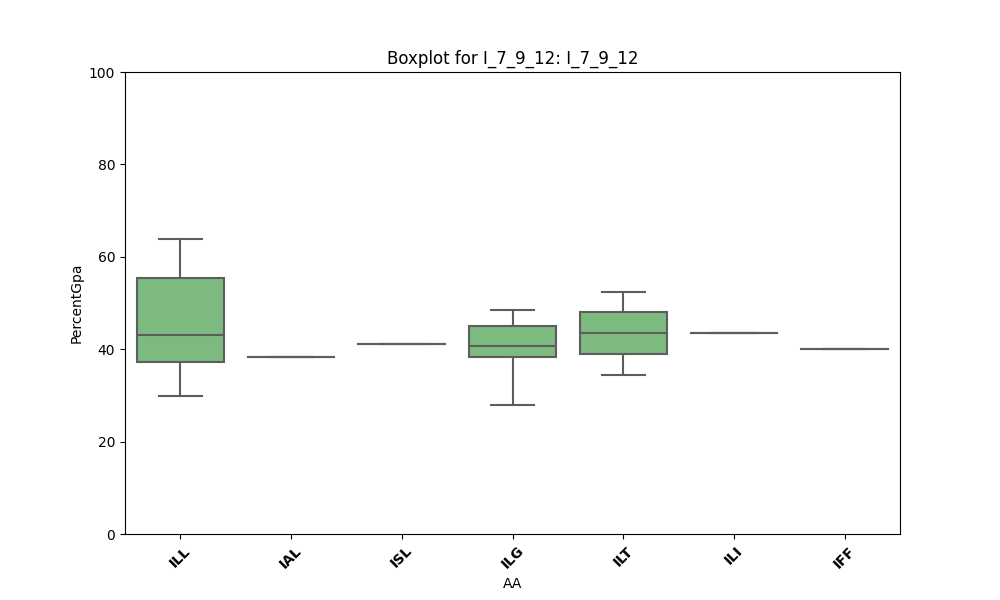 Boxplot for I_7_9_12: I_7_9_12
PercentGpa
100
80
60
40
20
0
ILL
IAL
ISL
ILG
ILT
ILI
IFF
AA